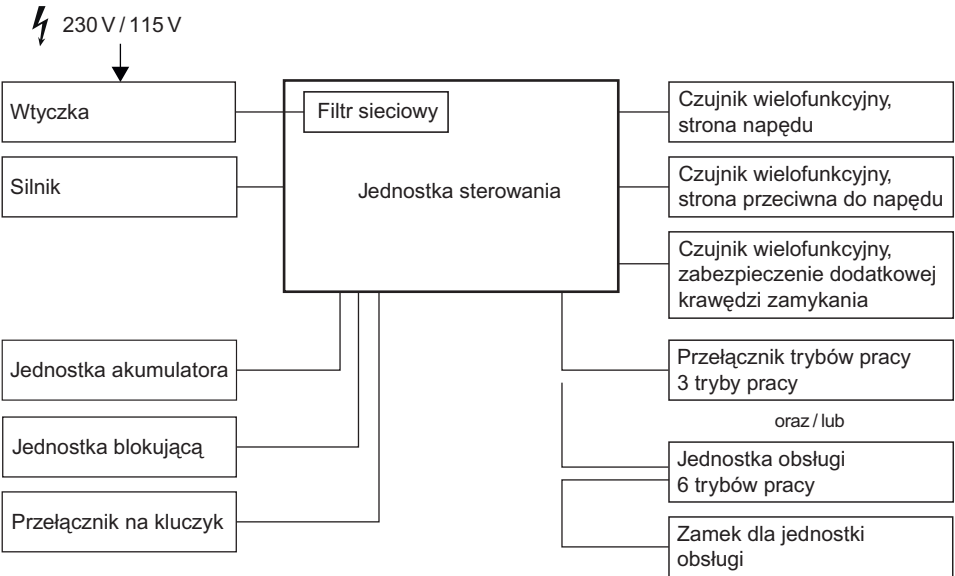 230 V / 115 V
Wtyczka
Filtr sieciowy
Silnik
Jednostka sterowania
Czujnik wielofunkcyjny,
strona napędu
Czujnik wielofunkcyjny,
strona przeciwna do napędu
Czujnik wielofunkcyjny,
zabezpieczenie dodatkowej
krawędzi zamykania
Jednostka akumulatora
Jednostka blokującą
Przełącznik na kluczyk
Przełącznik trybów pracy
3 tryby pracy
oraz / lub
Jednostka obsługi
6 trybów pracy
Zamek dla jednostki
obsługi